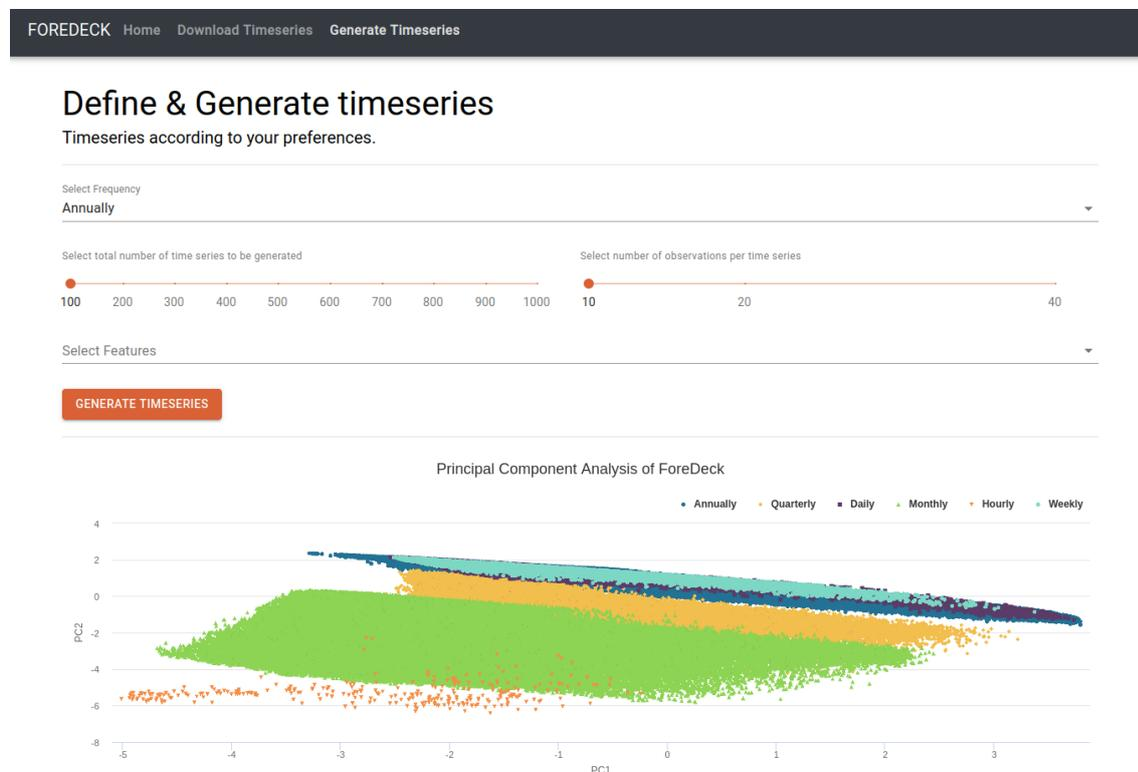 FOREDECK Home Download Timeseries Generate Timeseries
Define & Generate timeseries
Timeseries according to your preferences.
Select Frequency
Annually
Select total number of time series to be generated
100 200 300 400 500 600 700 800 900 1000
Select number of observations per time series
10 20 40
Select Features
GENERATE TIMESERIES
Principal Component Analysis of ForeDeck
Annually Quarterly Daily Monthly Hourly Weekly
4
2
0
-2
-4
-6
-8
PC2
-5 -4 -3 -2 -1 0 1 2 3
PC1